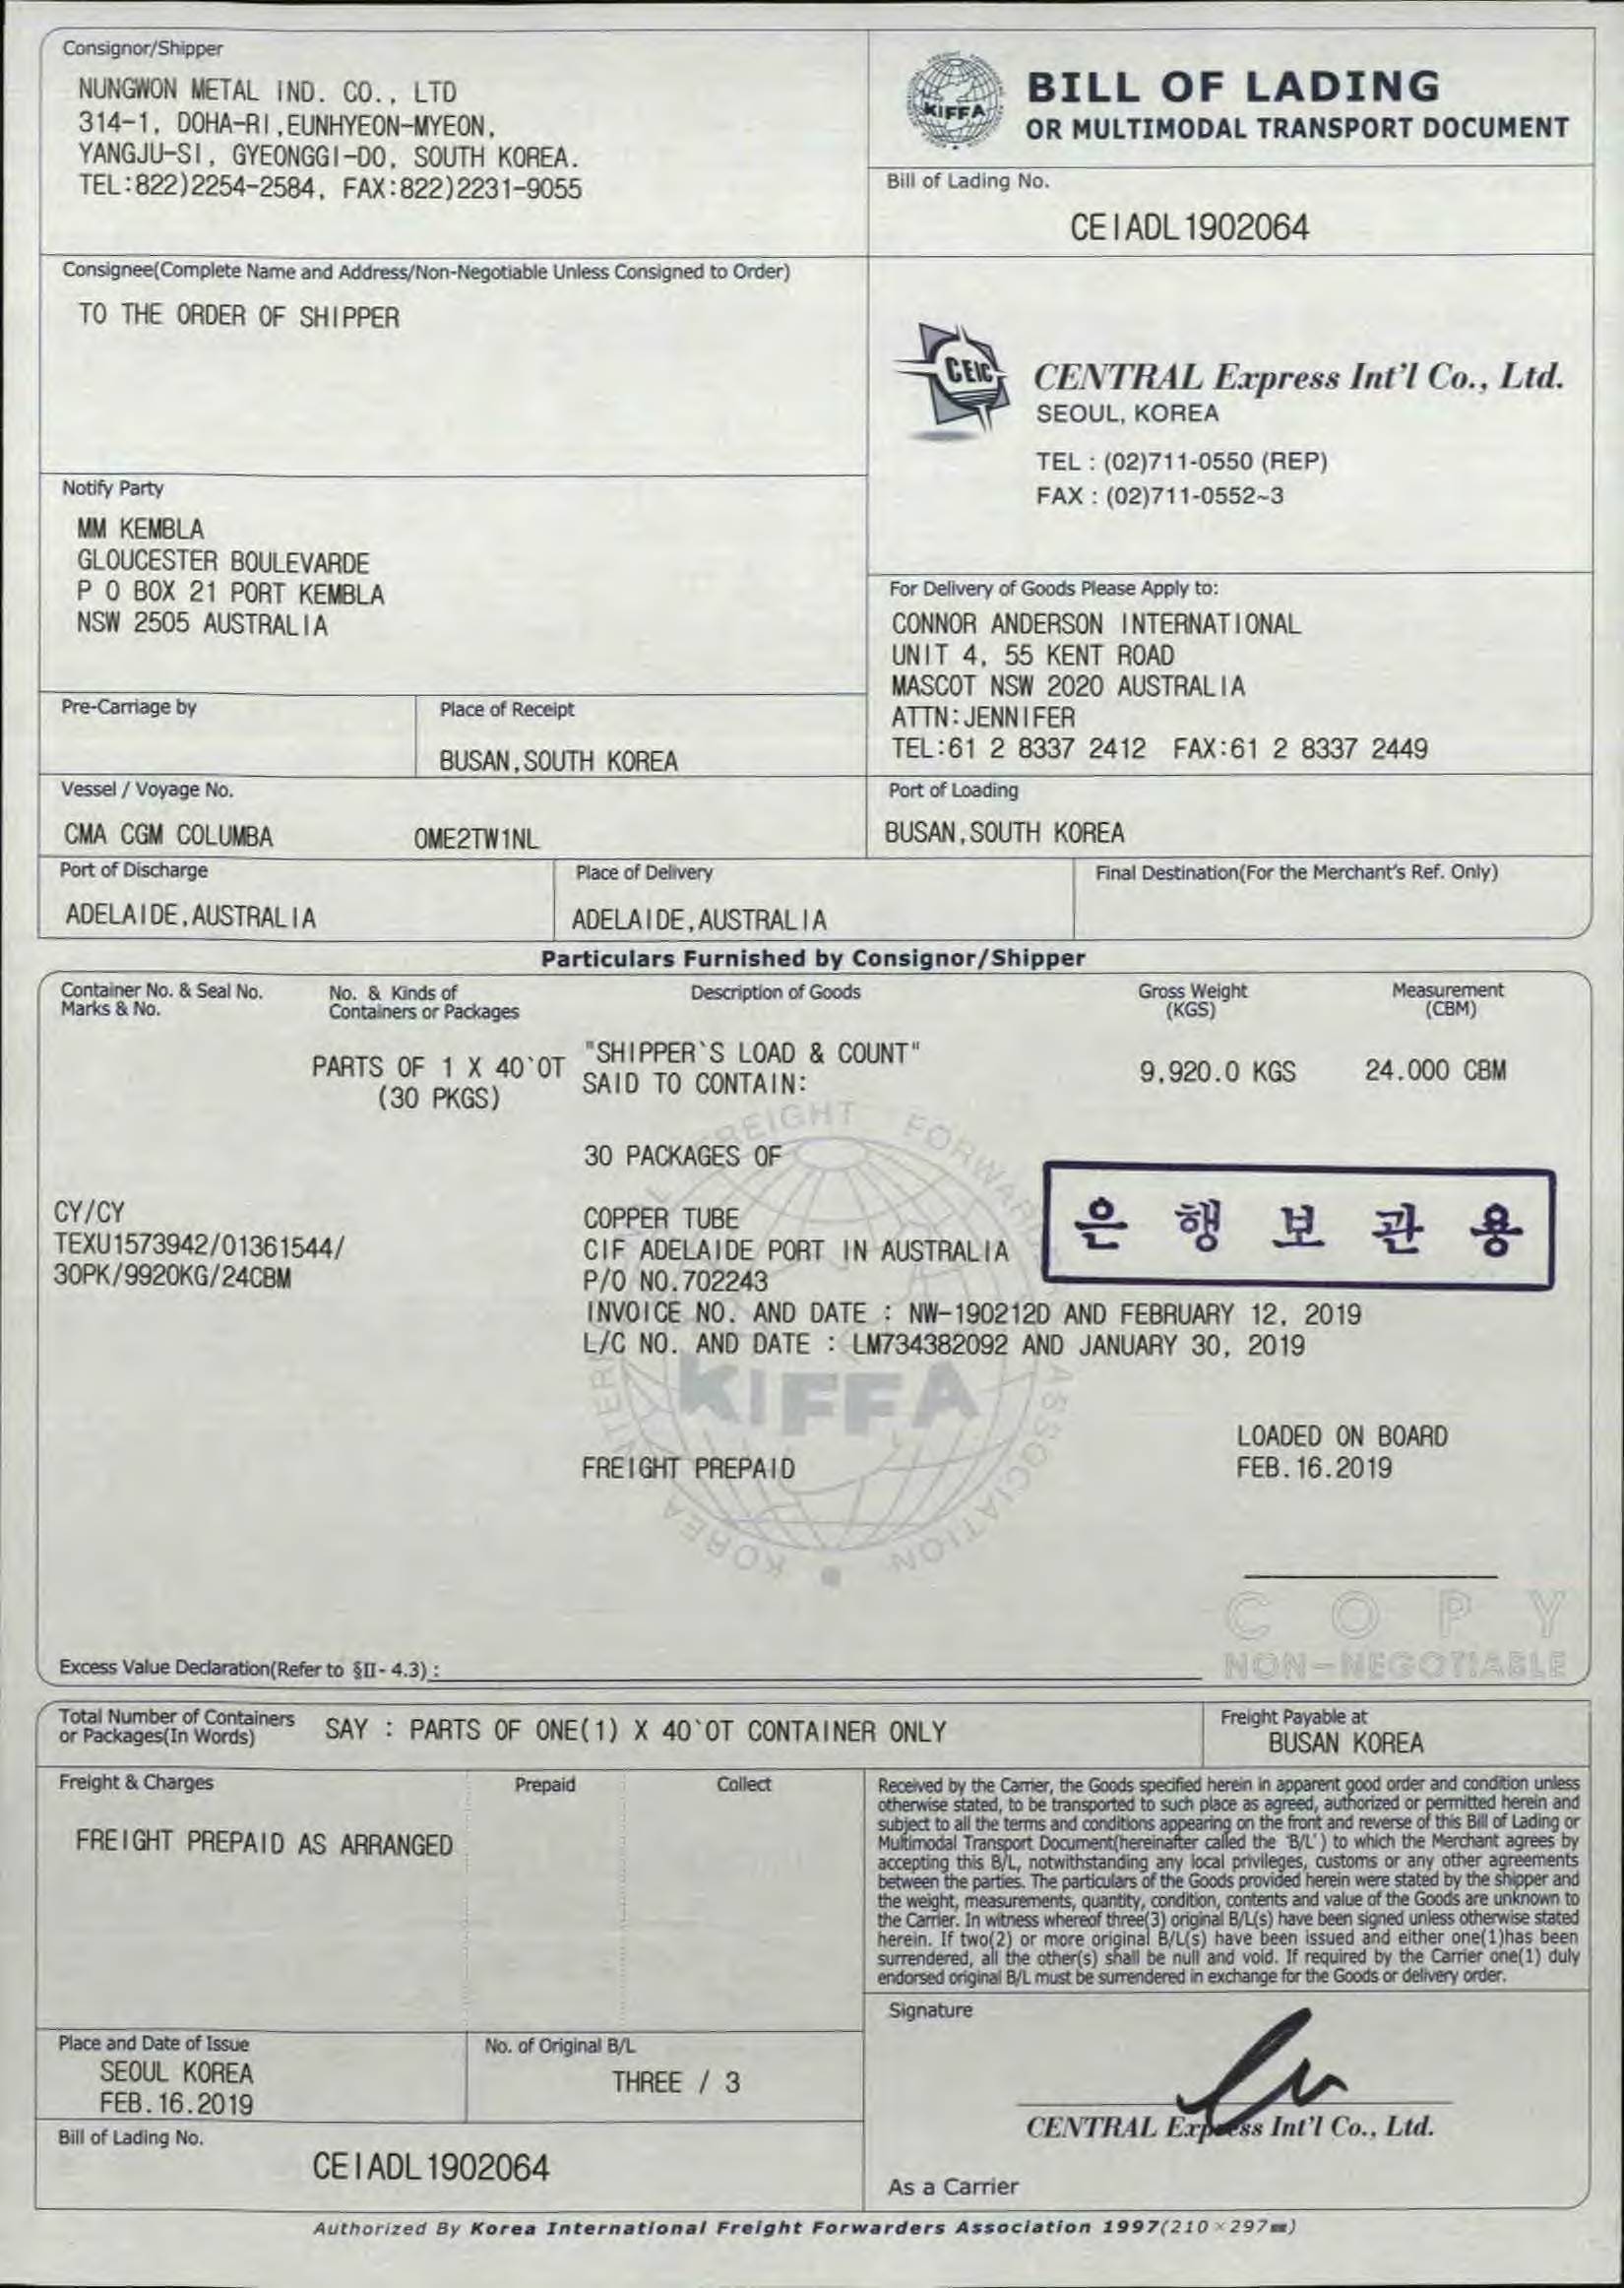 Consignor/Shipper
NUNGWON METAL IND. CO., LTD
314-1, DOHA-RI,EUNHYEON-MYEON,
YANGJU-SI, GYEONGGI-DO, SOUTH KOREA.
TEL:822)2254-2584, FAX:822)2231-9055
KIFFA
BILL OF LADING
OR MULTIMODAL TRANSPORT DOCUMENT
Bill of Lading No.
CEIADL1902064
Consignee(Complete Name and Address/Non-Negotiable Unless Consigned to Order)
TO THE ORDER OF SHIPPER
CEIC
CENTRAL Express Int'l Co., Ltd.
SEOUL, KOREA
TEL : (02)711-0550 (REP)
FAX : (02)711-0552~3
Notify Party
MM KEMBLA
GLOUCESTER BOULEVARDE
P O BOX 21 PORT KEMBLA
NSW 2505 AUSTRALIA
For Delivery of Goods Please Apply to:
CONNOR ANDERSON INTERNATIONAL
UNIT 4, 55 KENT ROAD
MASCOT NSW 2020 AUSTRALIA
ATTN:JENNIFER
TEL:61 2 8337 2412 FAX:61 2 8337 2449
Pre-Carriage by
Place of Receipt
BUSAN,SOUTH KOREA
Vessel / Voyage No.
CMA CGM COLUMBA 0ME2TW1NL
Port of Loading
BUSAN,SOUTH KOREA
Port of Discharge
ADELAIDE,AUSTRALIA
Place of Delivery
ADELAIDE,AUSTRALIA
Final Destination(For the Merchant's Ref. Only)
Particulars Furnished by Consignor/Shipper
Container No. & Seal No.
Marks & No.
No. & Kinds of
Containers or Packages
Description of Goods
Gross Weight
(KGS)
Measurement
(CBM)
PARTS OF 1 X 40`OT
(30 PKGS)
"SHIPPER`S LOAD & COUNT"
SAID TO CONTAIN:
9,920.0 KGS
24.000 CBM
30 PACKAGES OF
CY/CY
TEXU1573942/01361544/
30PK/9920KG/24CBM
COPPER TUBE
CIF ADELAIDE PORT IN AUSTRALIA
P/O NO.702243
INVOICE NO. AND DATE : NW-190212D AND FEBRUARY 12, 2019
L/C NO. AND DATE : LM734382092 AND JANUARY 30, 2019
은행보관용
KOREA INTERNATIONAL FREIGHT FORWARDERS ASSOCIATION
KIFFA
FREIGHT PREPAID
LOADED ON BOARD
FEB.16.2019
COPY
NON-NEGOTIABLE
Excess Value Declaration(Refer to §II- 4.3) :
Total Number of Containers
or Packages(In Words)
SAY : PARTS OF ONE(1) X 40`OT CONTAINER ONLY
Freight Payable at
BUSAN KOREA
Freight & Charges
Prepaid
Collect
FREIGHT PREPAID AS ARRANGED
Received by the Carrier, the Goods specified herein in apparent good order and condition unless
otherwise stated, to be transported to such place as agreed, authorized or permitted herein and
subject to all the terms and conditions appearing on the front and reverse of this Bill of Lading or
Multimodal Transport Document(hereinafter called the 'B/L') to which the Merchant agrees by
accepting this B/L, notwithstanding any local privileges, customs or any other agreements
between the parties. The particulars of the Goods provided herein were stated by the shipper and
the weight, measurements, quantity, condition, contents and value of the Goods are unknown to
the Carrier. In witness whereof three(3) original B/L(s) have been signed unless otherwise stated
herein. If two(2) or more original B/L(s) have been issued and either one(1)has been
surrendered, all the other(s) shall be null and void. If required by the Carrier one(1) duly
endorsed original B/L must be surrendered in exchange for the Goods or delivery order.
Place and Date of Issue
SEOUL KOREA
FEB.16.2019
No. of Original B/L
THREE / 3
Signature
CENTRAL Express Int'l Co., Ltd.
As a Carrier
Bill of Lading No.
CEIADL1902064
Authorized By Korea International Freight Forwarders Association 1997(210×297㎜)